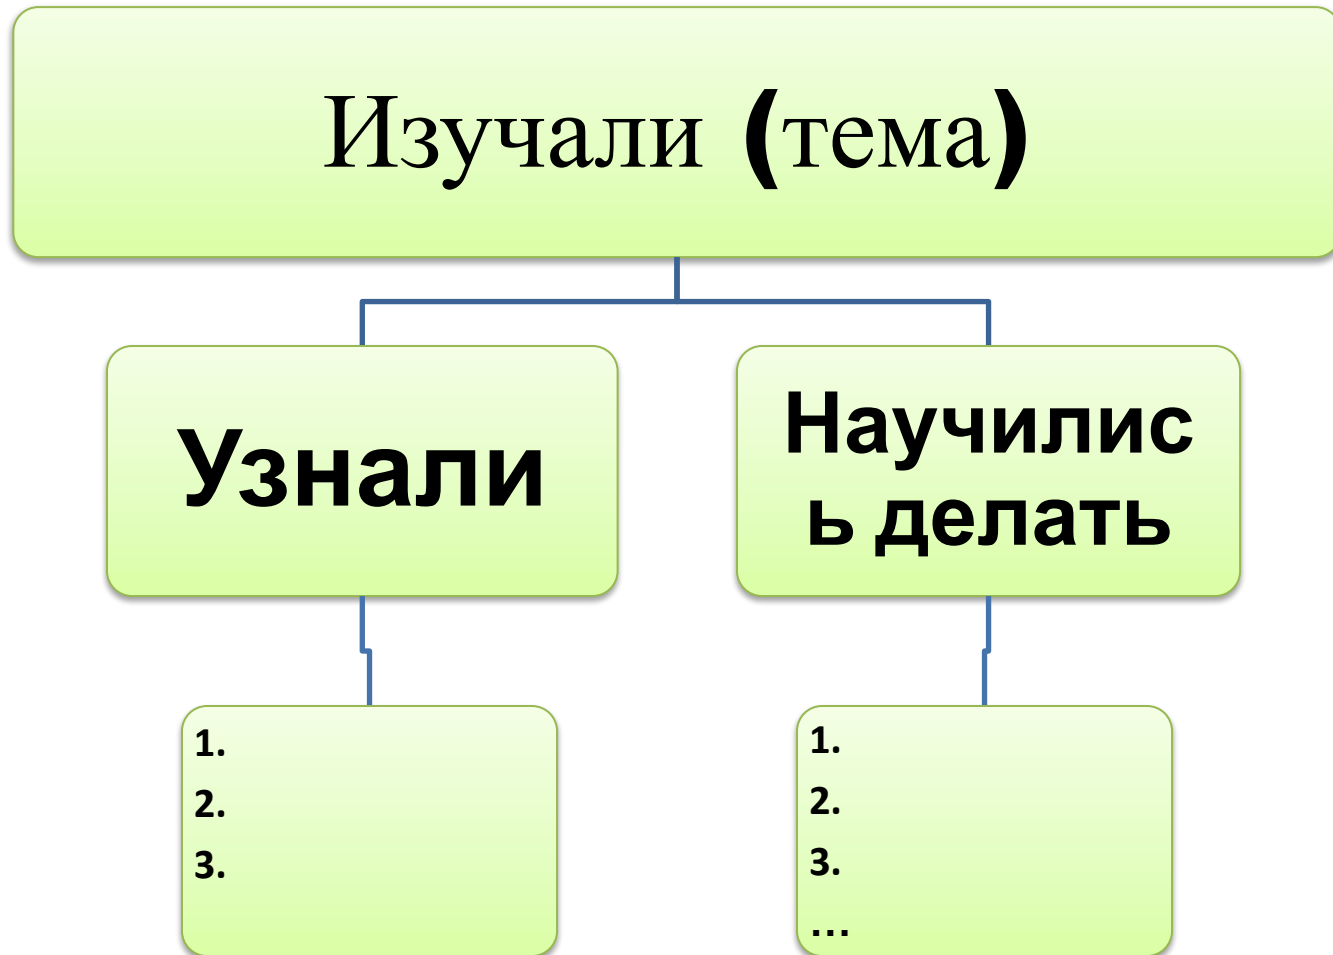 Изучали (тема)
Узнали
Научилис
ь делать
1.
2.
3.
1.
2.
3.
...